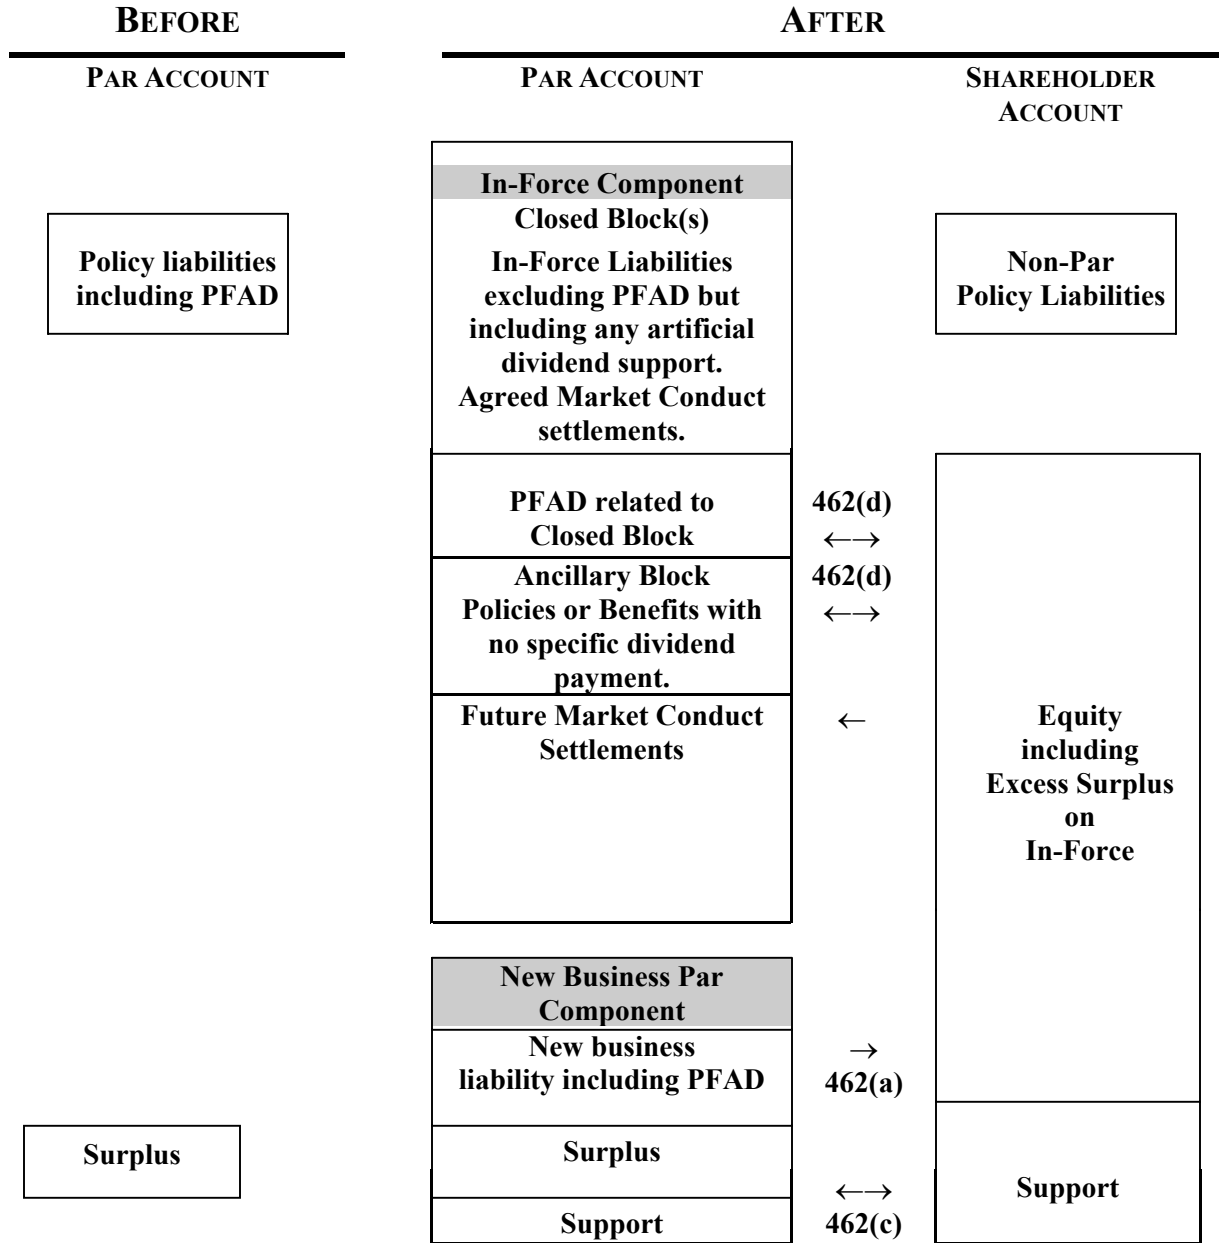 BEFORE
AFTER
PAR ACCOUNT
PAR ACCOUNT
SHAREHOLDER
ACCOUNT
Policy liabilities
including PFAD
In-Force Component
Closed Block(s)
In-Force Liabilities
excluding PFAD but
including any artificial
dividend support.
Agreed Market Conduct
settlements.
Non-Par
Policy Liabilities
PFAD related to
Closed Block
462(d)
←→
Ancillary Block
Policies or Benefits with
no specific dividend
payment.
462(d)
←→
Future Market Conduct
Settlements
←
Equity
including
Excess Surplus
on
In-Force
New Business Par
Component
New business
liability including PFAD
→
462(a)
Surplus
Surplus
Support
←→
462(c)
Support